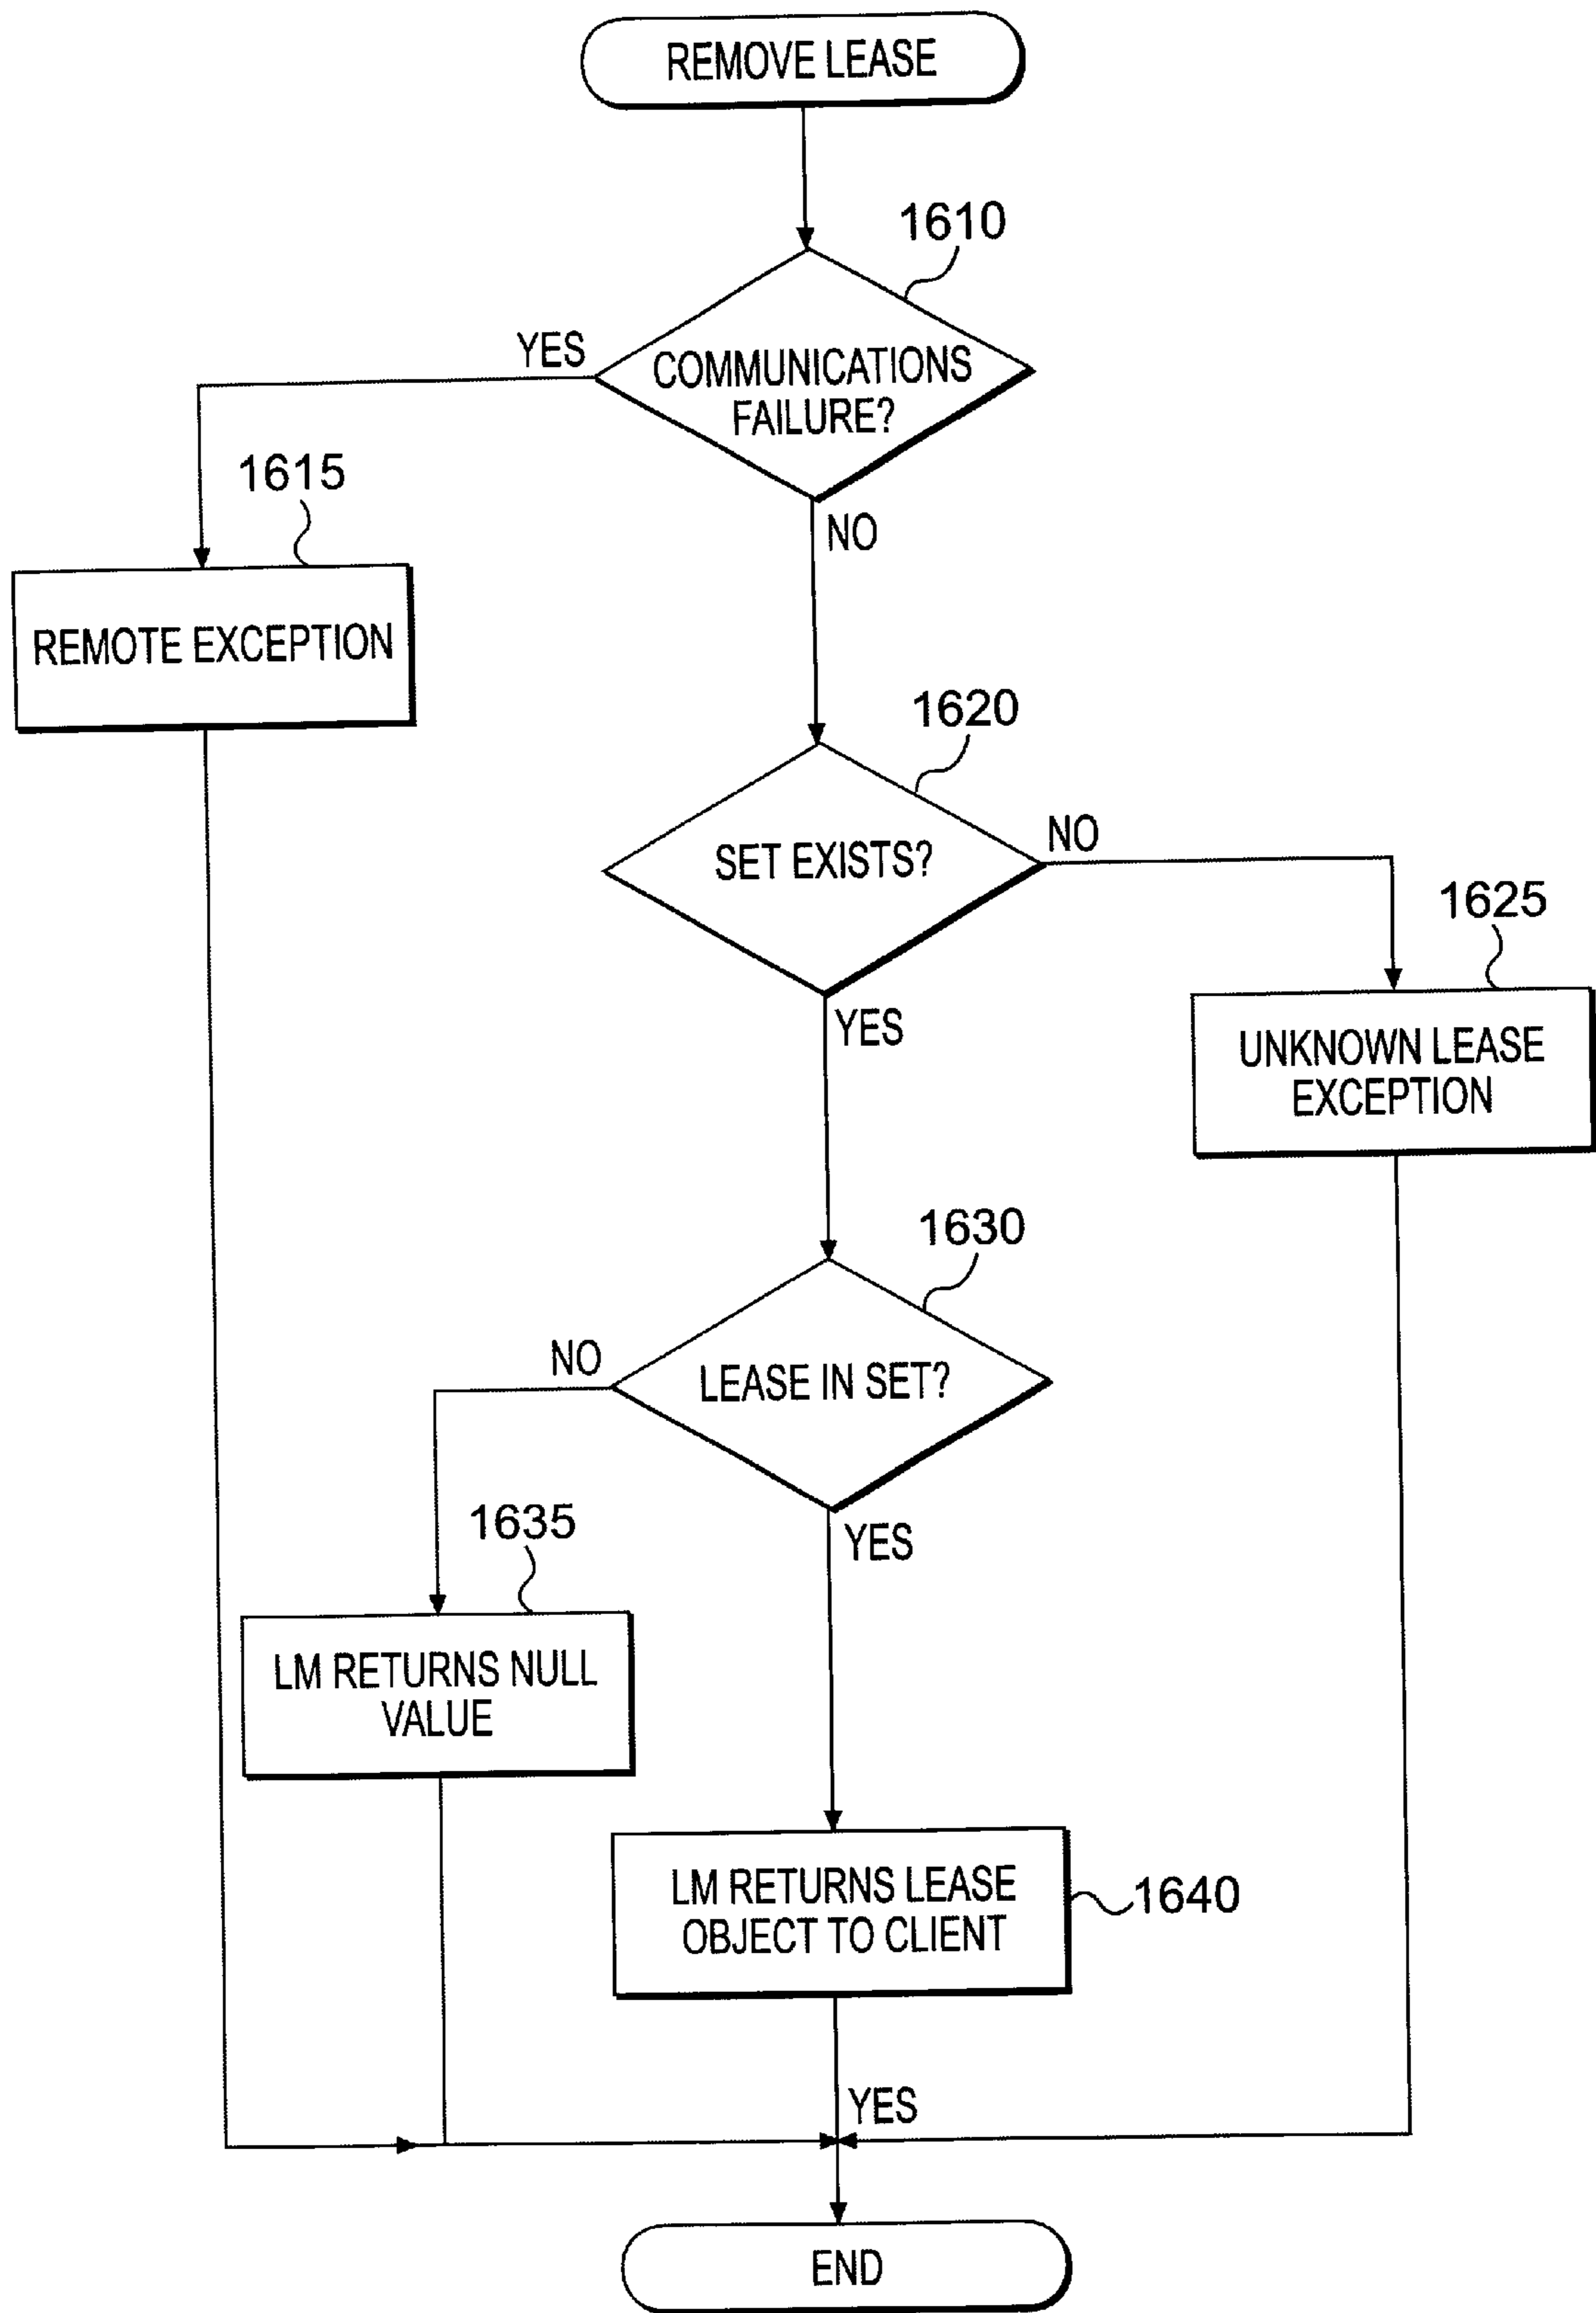 REMOVE LEASE
1610
YES
COMMUNICATIONS
FAILURE?
1615
NO
REMOTE EXCEPTION
1620
NO
SET EXISTS?
1625
YES
UNKNOWN LEASE
EXCEPTION
1630
NO
LEASE IN SET?
1635
YES
LM RETURNS NULL
VALUE
LM RETURNS LEASE
OBJECT TO CLIENT
1640
YES
END